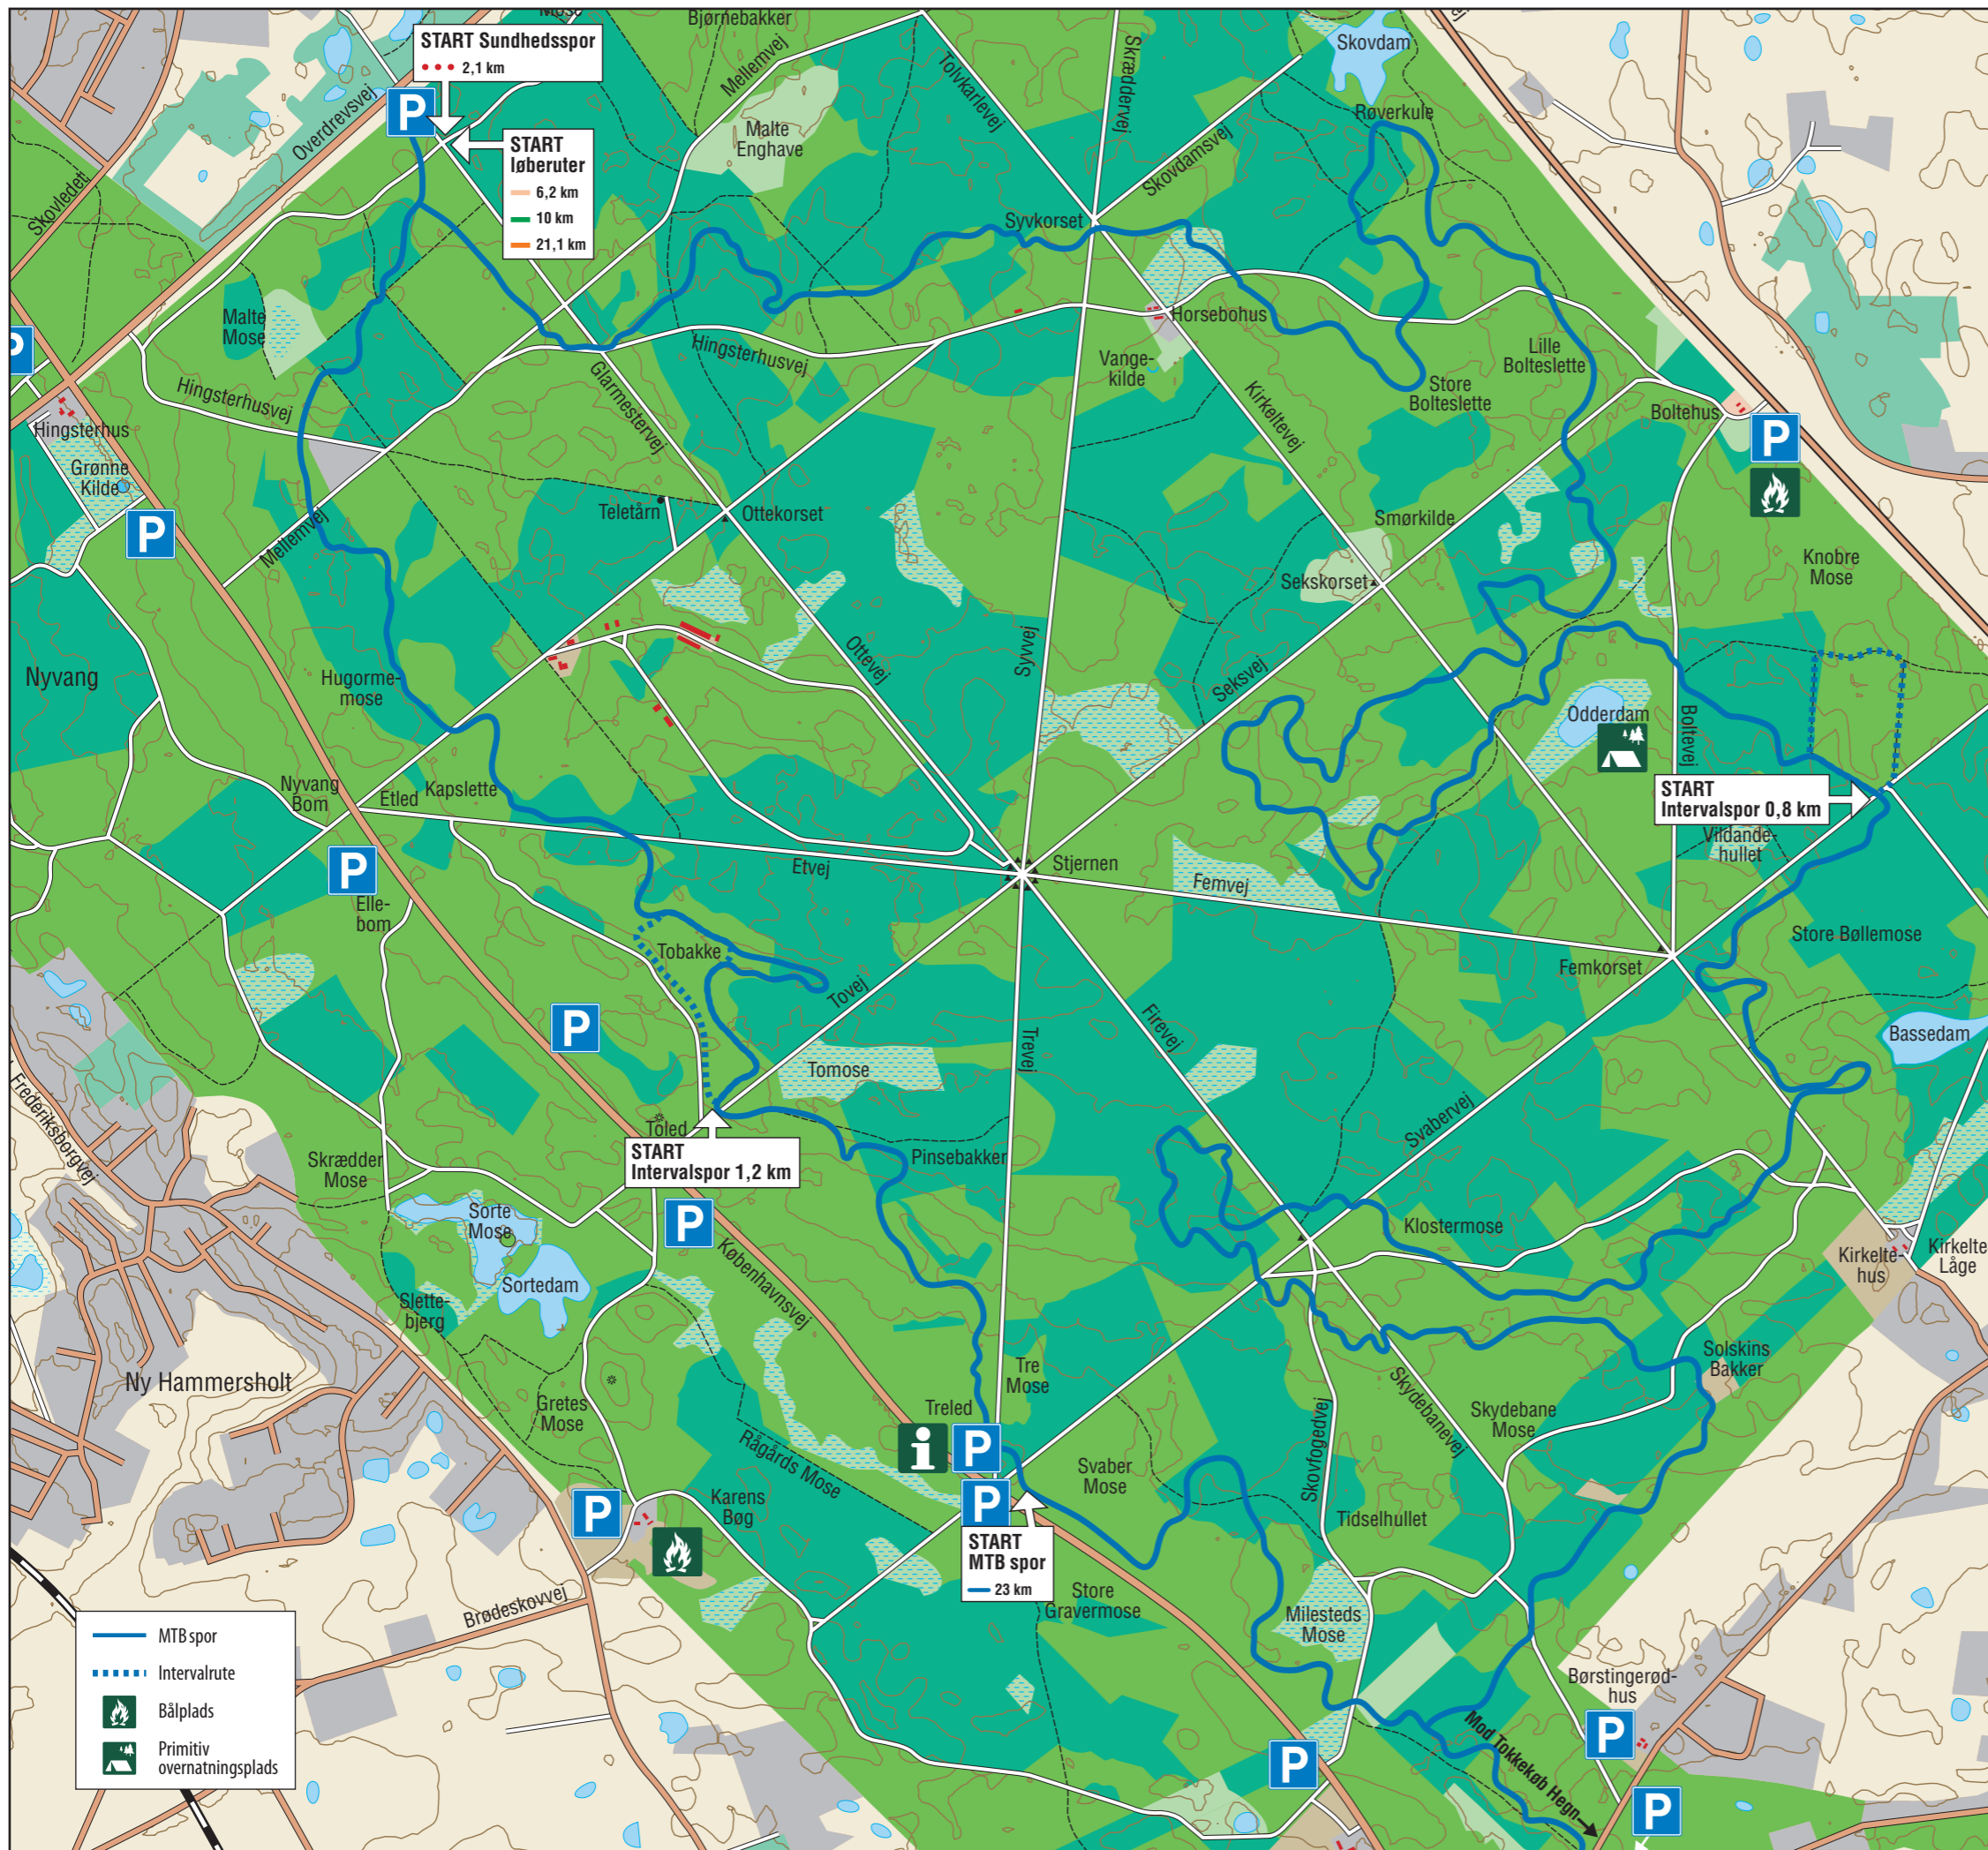 Mose
START Sundhedsspor
2,1 km
P
START
løberuter
6,2 km
10 km
21,1 km
Overdrevsvej
Skovledet
Bjørnebakker
Mellemvej
Malte
Enghave
Tolvkarlevej
Skræddervej
Skovdamsvej
Skovdam
Røverkule
Syvkorset
Malte
Mose
Hingsterhusvej
Hingsterhusvej
Glarmestervej
Horsebohus
Vange-
kilde
Kirkeltevej
Store
Bolteslette
Lille
Bolteslette
Boltehus
P
P
Hingsterhus
Grønne
Kilde
P
Mellemvej
Teletårn
Ottekorset
Smørkilde
Sekskorset
Knobre
Mose
Nyvang
Hugorme-
mose
Ottevej
Syvvej
Seksvej
Odderdam
Boltevej
START
Intervalspor 0,8 km
Vildande-
hullet
Nyvang
Bom
Etled
Kapslette
Etvej
Stjernen
Femvej
P
Elle-
bom
Tobakke
Tovej
Femkorset
Store Bøllemose
P
Trevej
Firevej
Bassedam
Tomose
Frederiksborgvej
Toled
START
Intervalspor 1,2 km
Pinsebakker
Svabervej
Skrædder
Mose
Sorte
Mose
P
Københavnsvej
Klostermose
Kirkelte-
hus
Kirkelte
Låge
Slette-
bjerg
Sortedam
Ny Hammersholt
Gretes
Mose
Tre
Mose
Treled
P
Solskins
Bakker
Skydebanevej
Skydebane
Mose
Skovfogedvej
Rågårds Mose
Karens
Bøg
P
P
Svaber
Mose
Tidselhullet
START
MTB spor
23 km
Store
Gravermose
Milesteds
Mose
Brødeskovvej
Børstingerød-
hus
P
P
P
Mod Tokkekøb Hegn
MTB spor
Intervalrute
Bålplads
Primitiv
overnatningsplads